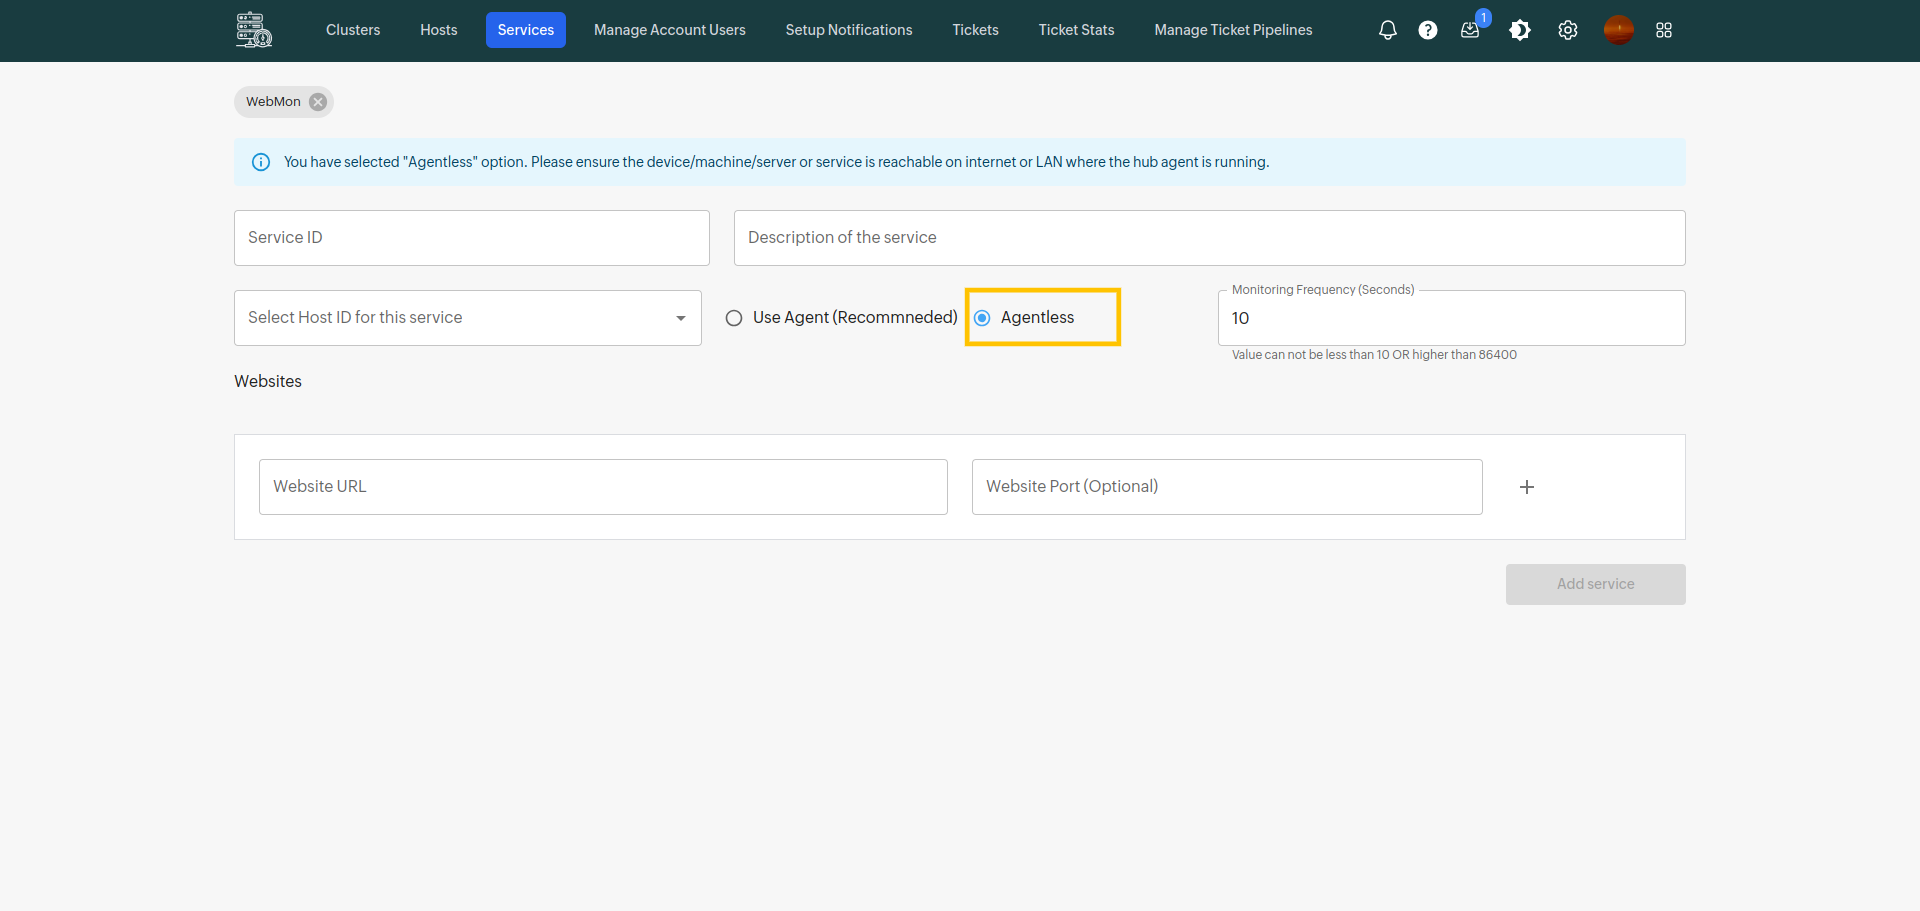 Clusters Hosts Services Manage Account Users Setup Notifications Tickets Ticket Stats Manage Ticket Pipelines ? 1
WebMon
You have selected "Agentless" option. Please ensure the device/machine/server or service is reachable on internet or LAN where the hub agent is running.
Service ID Description of the service
Monitoring Frequency (Seconds)
Select Host ID for this service Use Agent (Recommneded) Agentless 10
Value can not be less than 10 OR higher than 86400
Websites
Website URL Website Port (Optional)
Add service